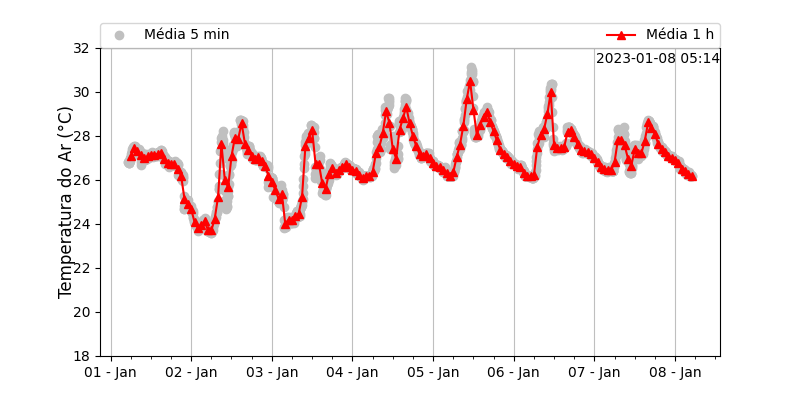 Média 5 min
Média 1 h
2023-01-08 05:14
Temperatura do Ar (°C)
32
30
28
26
24
22
20
18
01 - Jan
02 - Jan
03 - Jan
04 - Jan
05 - Jan
06 - Jan
07 - Jan
08 - Jan